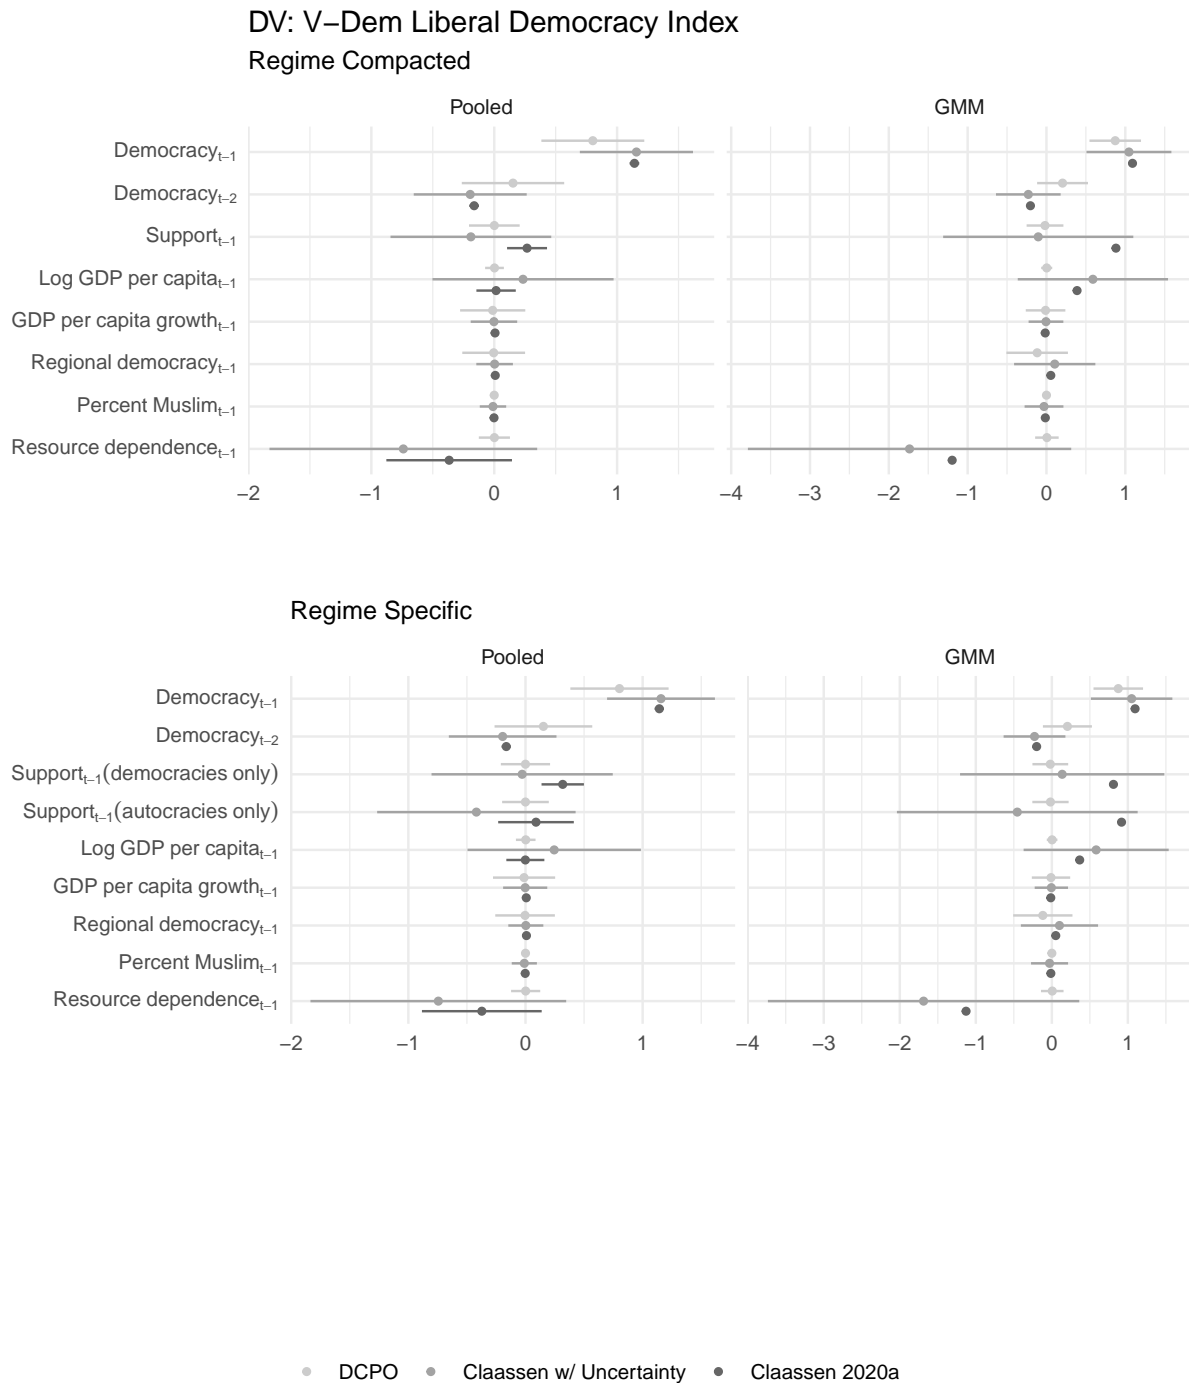 DV: V−Dem Liberal Democracy Index
Regime Compacted
Pooled GMM
Democracyt−1
Democracyt−2
Supportt−1
Log GDP per capitat−1
GDP per capita growtht−1
Regional democracyt−1
Percent Muslimt−1
Resource dependencet−1
−2 −1 0 1 −4 −3 −2 −1 0 1
Regime Specific
Pooled GMM
Democracyt−1
Democracyt−2
Supportt−1(democracies only)
Supportt−1(autocracies only)
Log GDP per capitat−1
GDP per capita growtht−1
Regional democracyt−1
Percent Muslimt−1
Resource dependencet−1
−2 −1 0 1 −4 −3 −2 −1 0 1
DCPO Claassen w/ Uncertainty Claassen 2020a